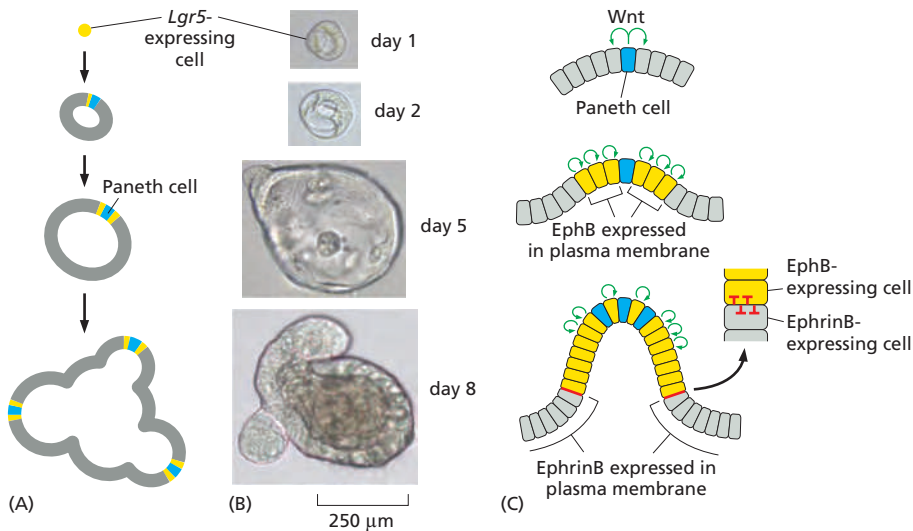 Lgr5-
expressing
cell
Paneth cell
(A)
day 1
day 2
day 5
day 8
(B)
250 μm
Wnt
Paneth cell
EphB expressed
in plasma membrane
EphB-
expressing cell
EphrinB-
expressing cell
EphrinB expressed in
plasma membrane
(C)